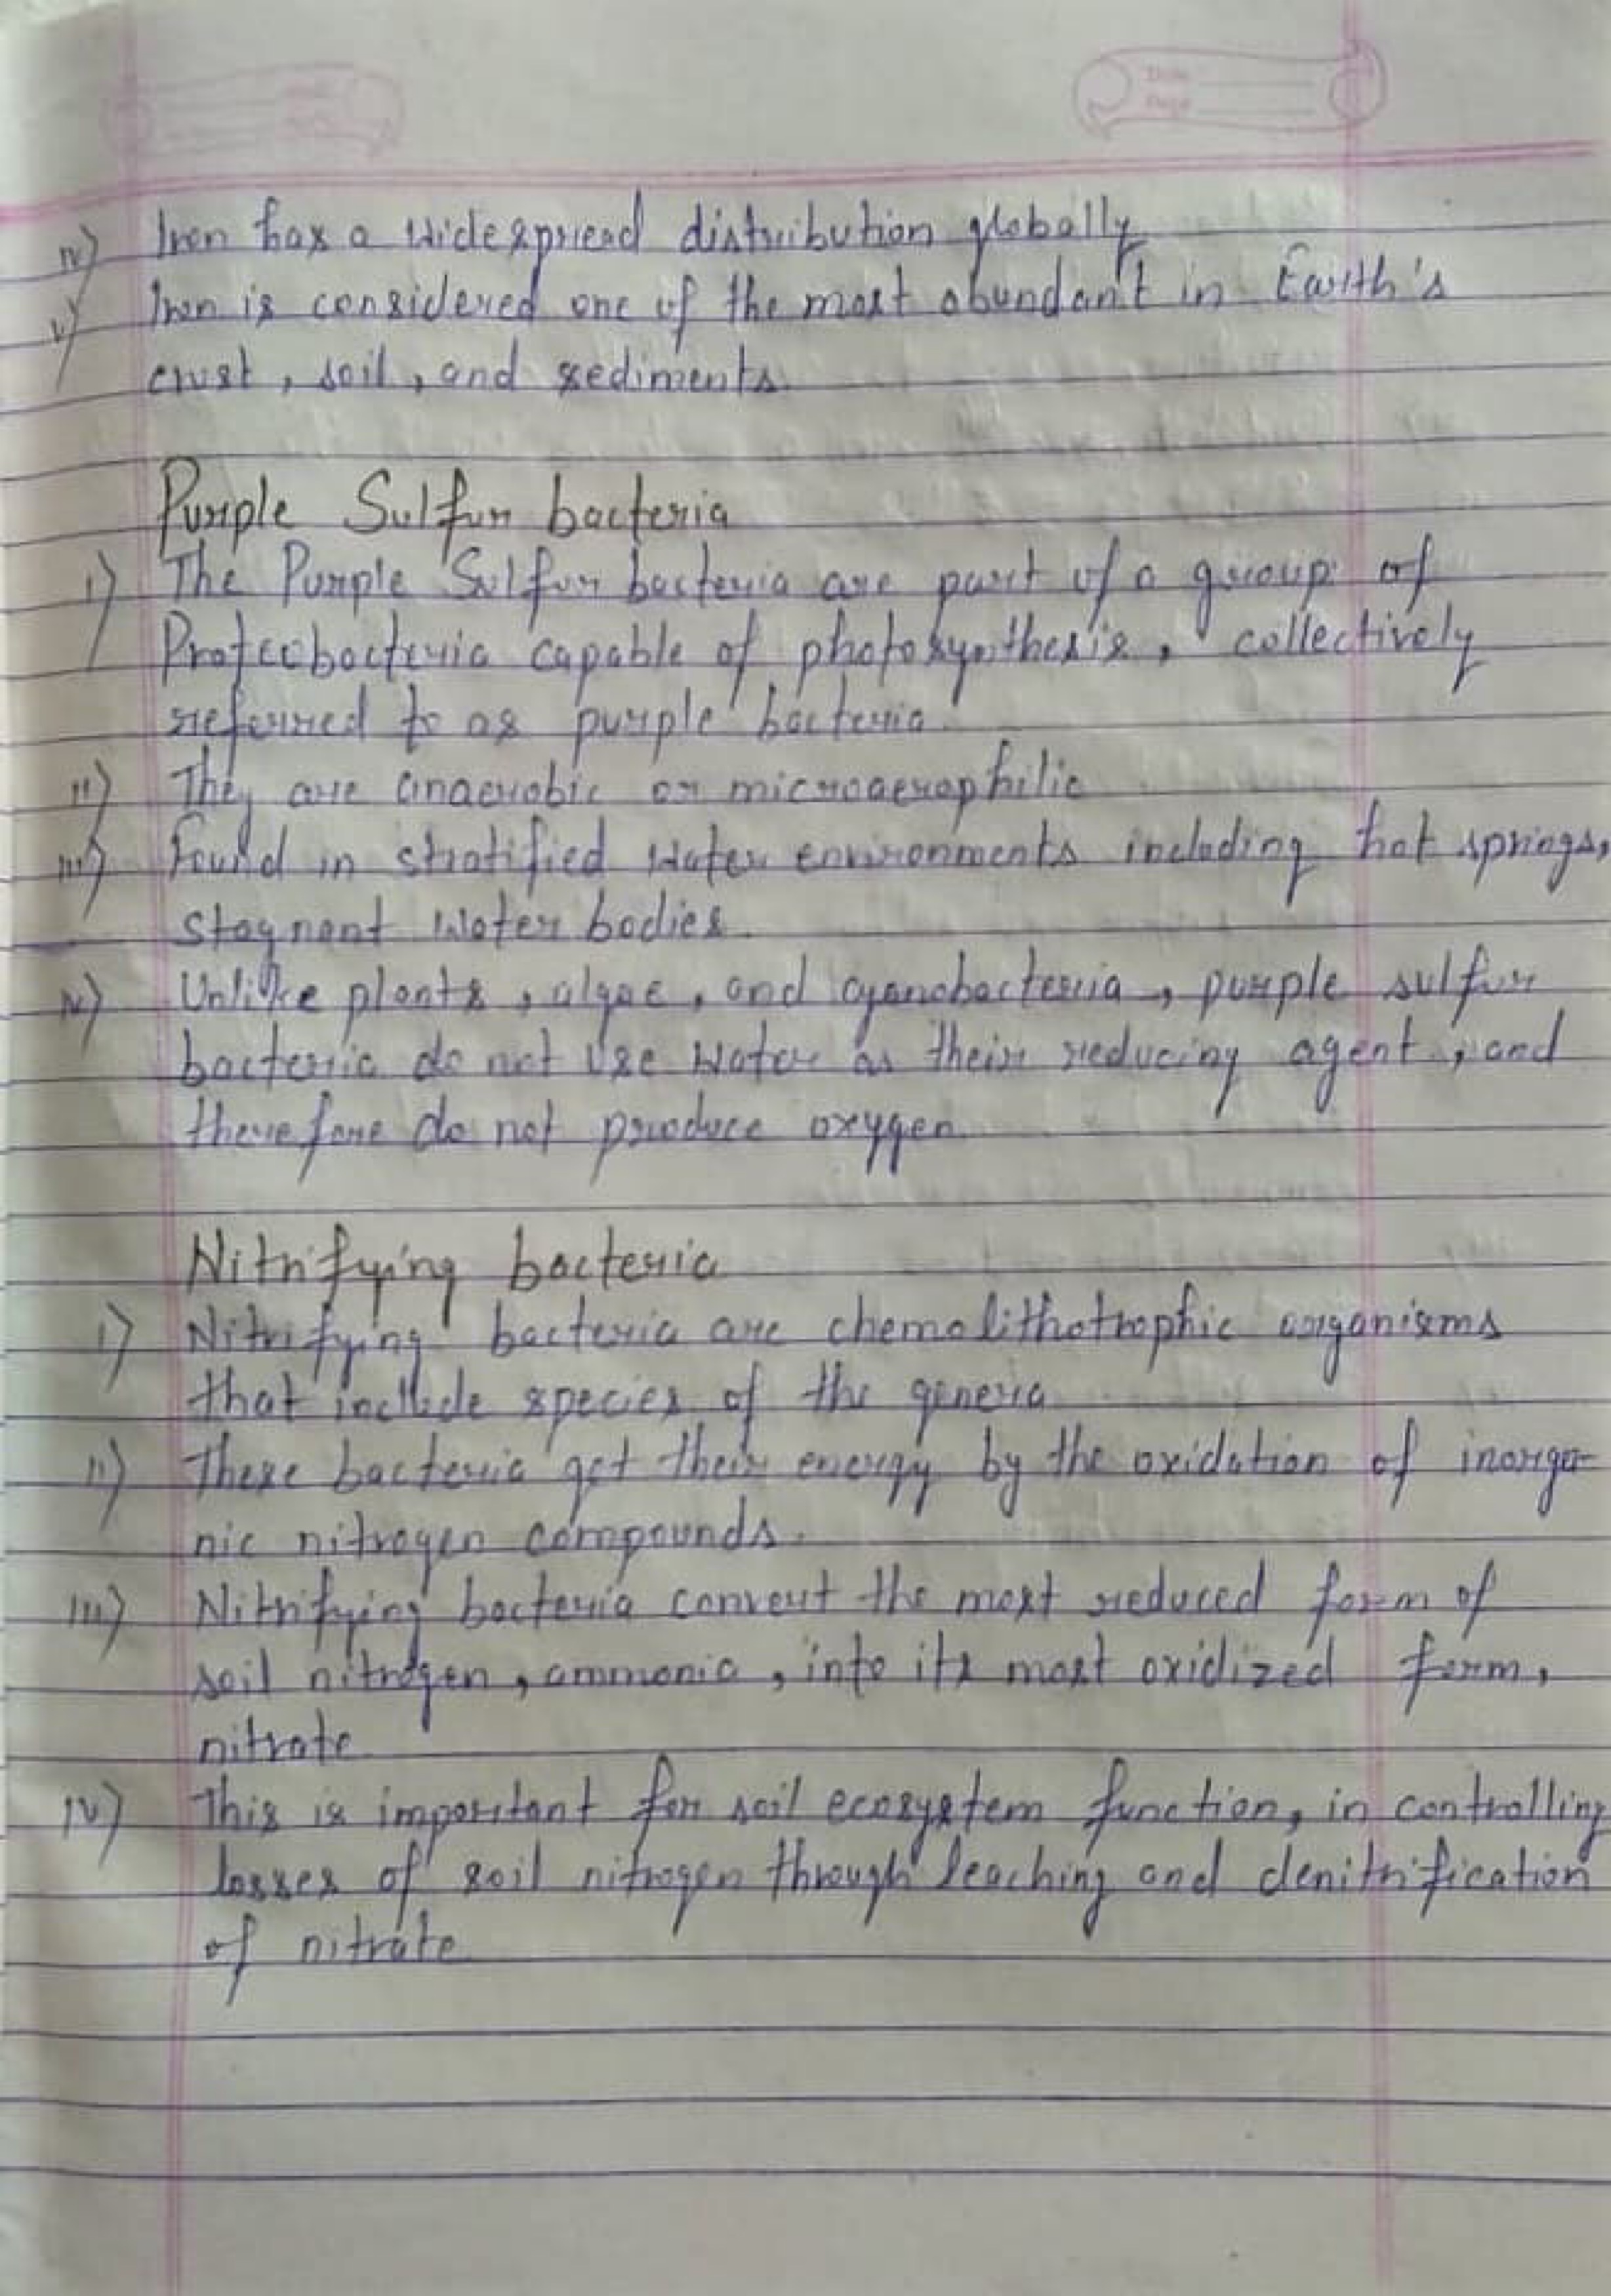 Date
Page
iv) Iron has a widespread distribution globally
v) Iron is considered one of the most abundant in Earth's
crust, soil, and sediments.
Purple Sulfur bacteria
i) The Purple Sulfur bacteria are part of a group of
Proteobacteria capable of photosynthesis, collectively
referred to as purple bacteria.
ii) They are anaerobic or microaerophilic
iii) Found in stratified water environments including hot springs,
stagnant water bodies.
iv) Unlike plants, algae, and cyanobacteria, purple sulfur
bacteria do not use water as their reducing agent, and
therefore do not produce oxygen.
Nitrifying bacteria
i) Nitrifying bacteria are chemolithotrophic organisms
that include species of the genera
ii) These bacteria get their energy by the oxidation of inorga-
nic nitrogen compounds.
iii) Nitrifying bacteria convert the most reduced form of
soil nitrogen, ammonia, into its most oxidized form,
nitrate
iv) This is important for soil ecosystem function, in controlling
losses of soil nitrogen through leaching and denitrification
of nitrate